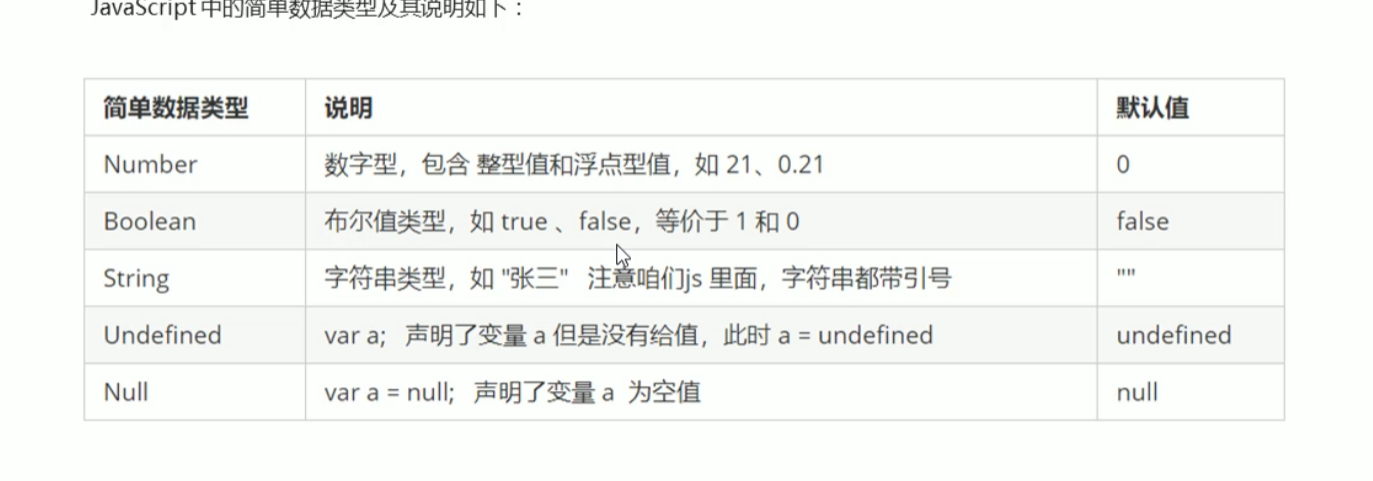 JavaScript 中的简单数据类型及其说明如下：
简单数据类型 说明 默认值
Number 数字型，包含 整型值和浮点型值，如 21、0.21 0
Boolean 布尔值类型，如 true 、false，等价于 1 和 0 false
String 字符串类型，如 "张三" 注意咱们js 里面，字符串都带引号 ""
Undefined var a; 声明了变量 a 但是没有给值，此时 a = undefined undefined
Null var a = null; 声明了变量 a 为空值 null